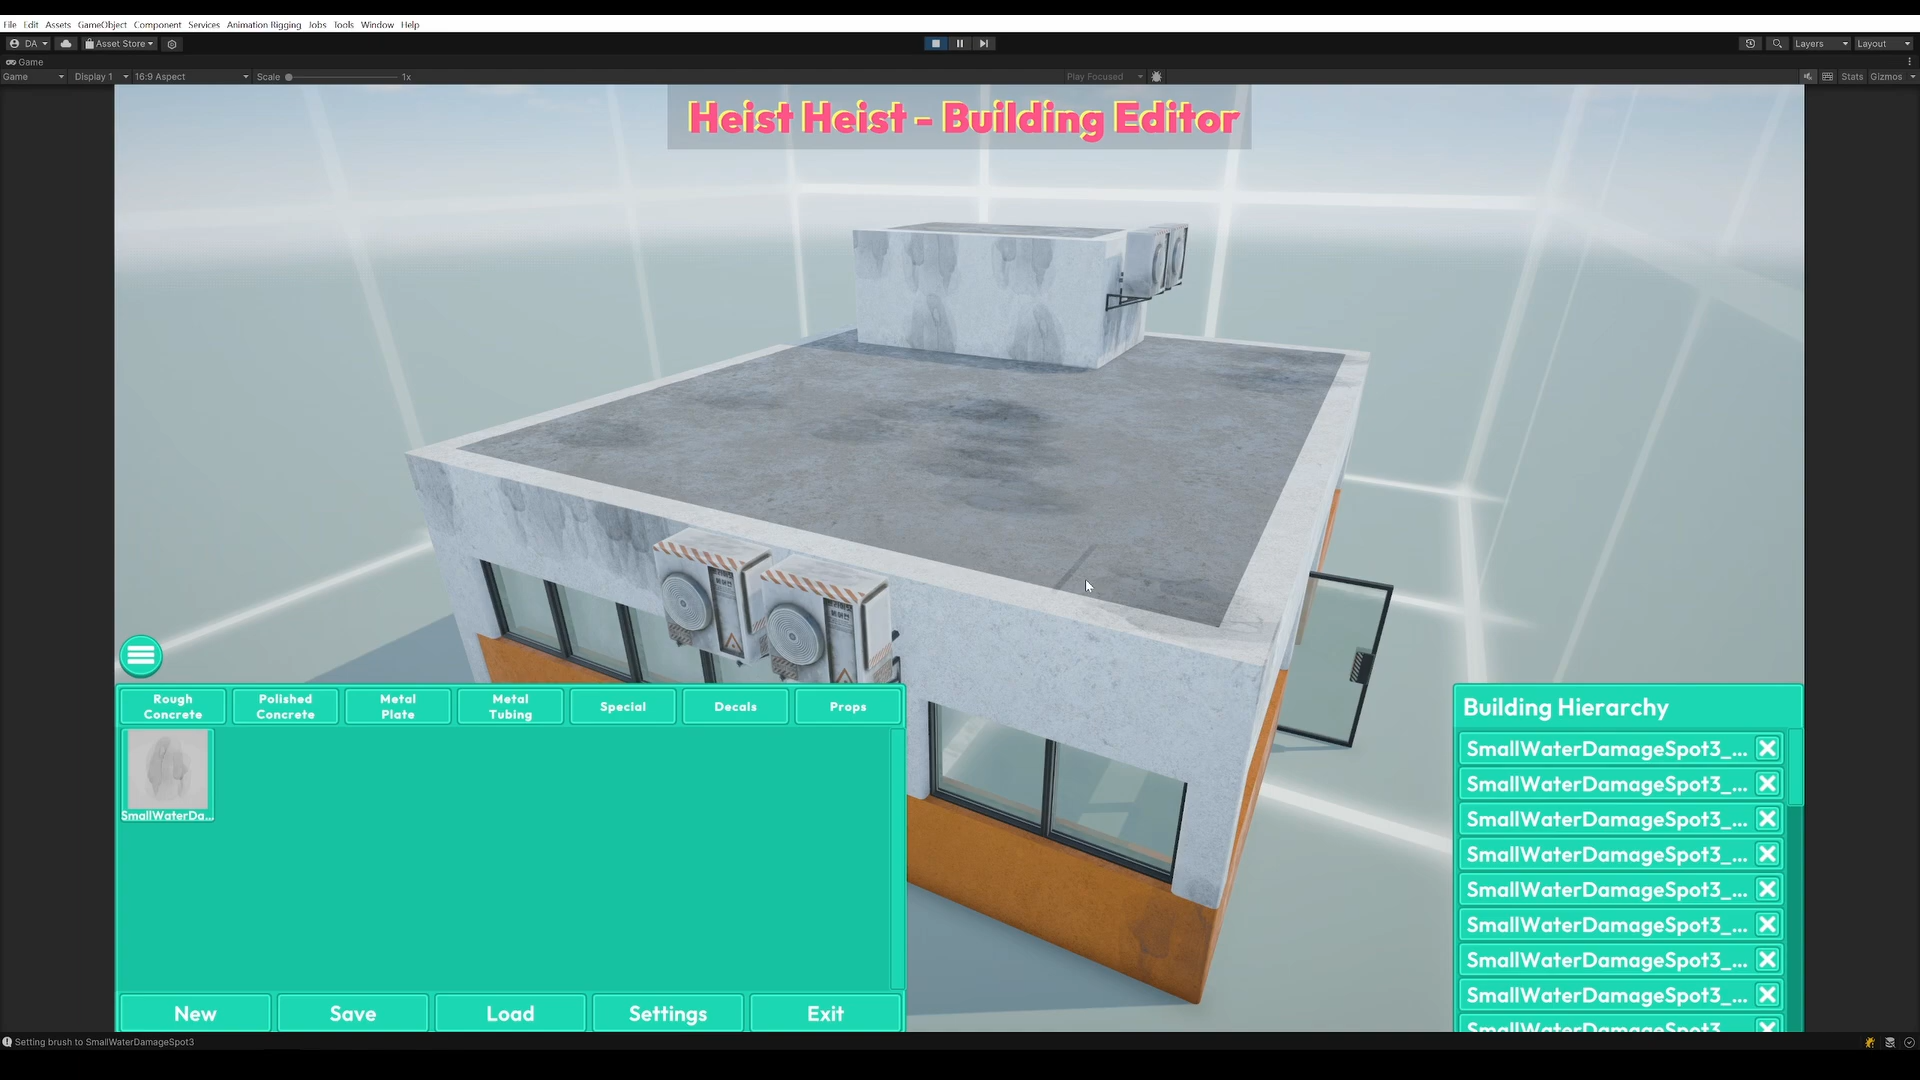 File Edit Assets GameObject Component Services Animation Rigging Jobs Tools Window Help
DA Asset Store Layers Layout
Game
Game Display 1 16:9 Aspect Scale 1x Play Focused Stats Gizmos
Heist Heist - Building Editor
Rough Concrete
Polished Concrete
Metal Plate
Metal Tubing
Special
Decals
Props
SmallWaterDa...
New Save Load Settings Exit
Building Hierarchy
SmallWaterDamageSpot3_...
SmallWaterDamageSpot3_...
SmallWaterDamageSpot3_...
SmallWaterDamageSpot3_...
SmallWaterDamageSpot3_...
SmallWaterDamageSpot3_...
SmallWaterDamageSpot3_...
SmallWaterDamageSpot3_...
SmallWaterDamageSpot3_...
Setting brush to SmallWaterDamageSpot3